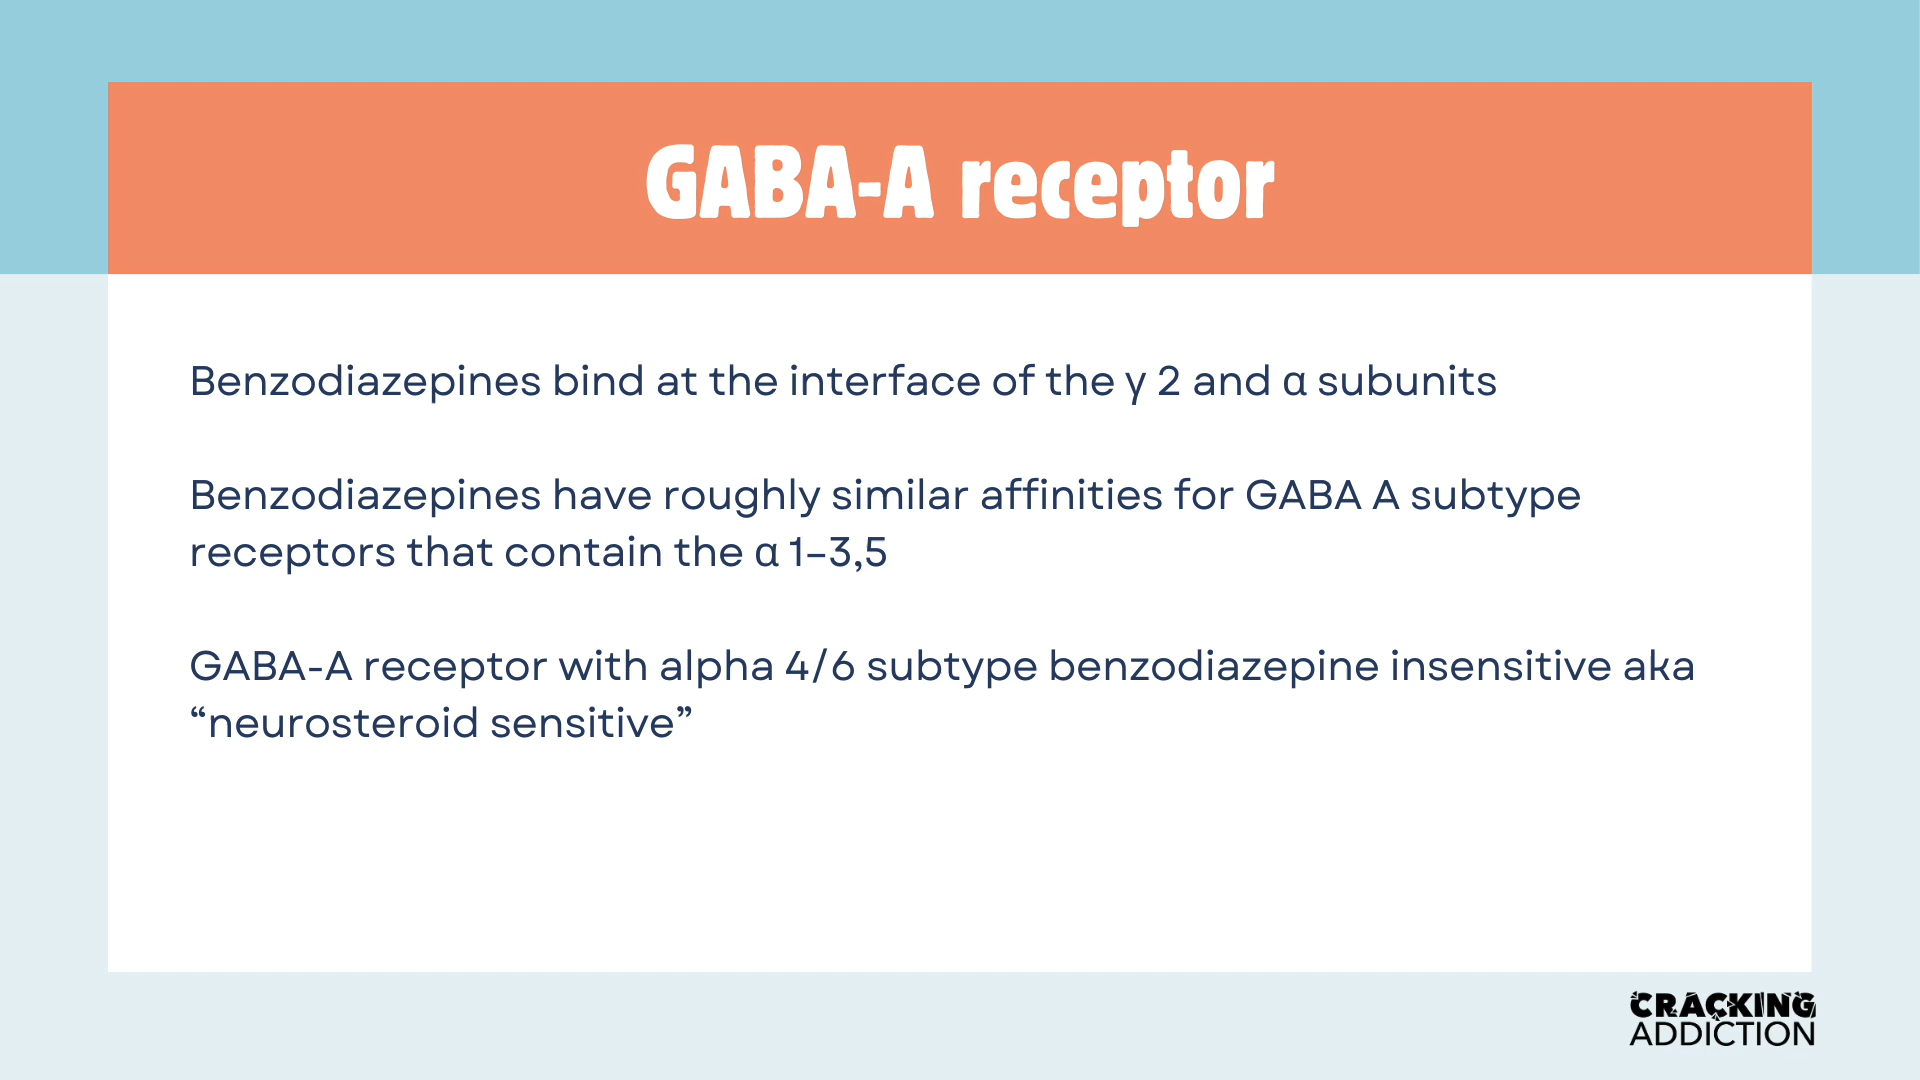 GABA-A receptor
Benzodiazepines bind at the interface of the γ 2 and α subunits
Benzodiazepines have roughly similar affinities for GABA A subtype
receptors that contain the α 1–3,5
GABA-A receptor with alpha 4/6 subtype benzodiazepine insensitive aka
“neurosteroid sensitive”
CRACKING
ADDICTION